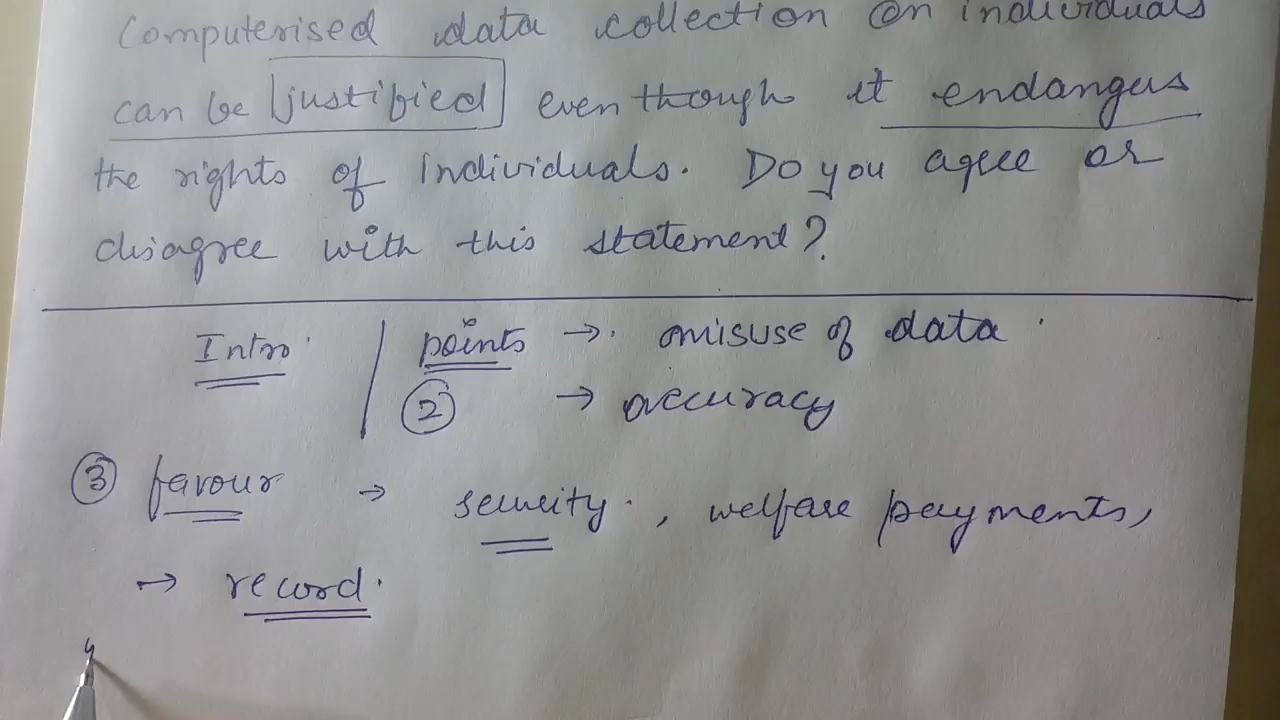 Computerised data collection on individuals
can be justified even though it endangers
the rights of individuals. Do you agree or
disagree with this statement?
Intro points → misuse of data
② → accuracy
③ favour → security, welfare payments,
→ record.